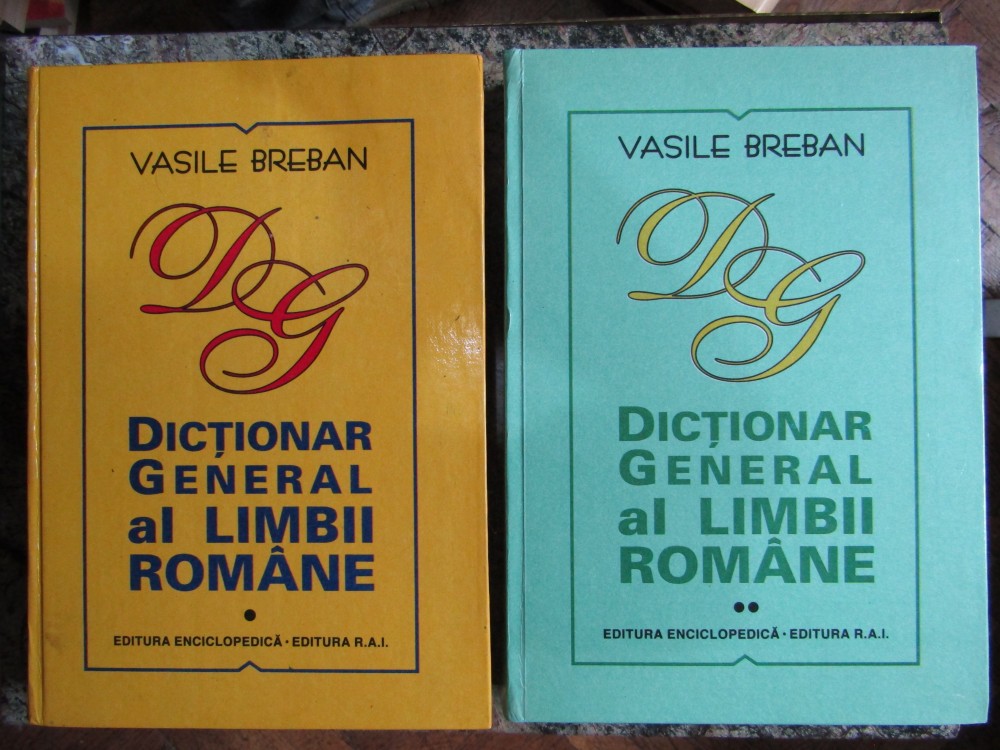 VASILE BREBAN
DG
DICȚIONAR
GENERAL
al LIMBII
ROMÂNE
•
EDITURA ENCICLOPEDICĂ • EDITURA R.A.I.
VASILE BREBAN
DG
DICȚIONAR
GENERAL
al LIMBII
ROMÂNE
••
EDITURA ENCICLOPEDICĂ • EDITURA R.A.I.